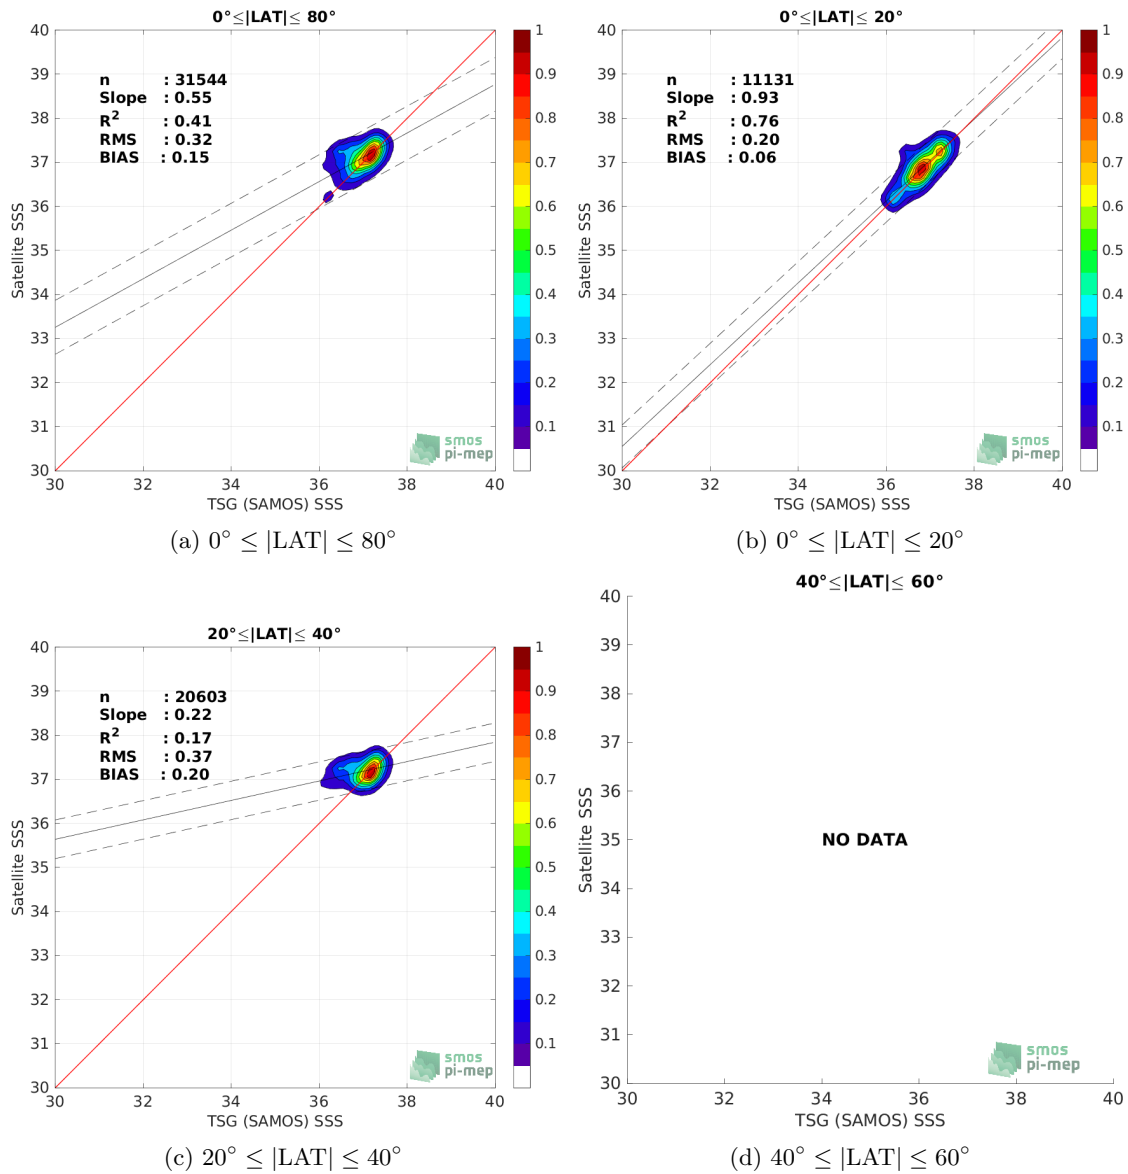 0°≤|LAT|≤ 80°
40
39
38
37
36
35
34
33
32
31
30
Satellite SSS
n : 31544
Slope : 0.55
R² : 0.41
RMS : 0.32
BIAS : 0.15
smos
pi-mep
30 32 34 36 38 40
TSG (SAMOS) SSS
1
0.9
0.8
0.7
0.6
0.5
0.4
0.3
0.2
0.1
(a) 0° ≤ |LAT| ≤ 80°
0°≤|LAT|≤ 20°
40
39
38
37
36
35
34
33
32
31
30
Satellite SSS
n : 11131
Slope : 0.93
R² : 0.76
RMS : 0.20
BIAS : 0.06
smos
pi-mep
30 32 34 36 38 40
TSG (SAMOS) SSS
1
0.9
0.8
0.7
0.6
0.5
0.4
0.3
0.2
0.1
(b) 0° ≤ |LAT| ≤ 20°
20°≤|LAT|≤ 40°
40
39
38
37
36
35
34
33
32
31
30
Satellite SSS
n : 20603
Slope : 0.22
R² : 0.17
RMS : 0.37
BIAS : 0.20
smos
pi-mep
30 32 34 36 38 40
TSG (SAMOS) SSS
1
0.9
0.8
0.7
0.6
0.5
0.4
0.3
0.2
0.1
(c) 20° ≤ |LAT| ≤ 40°
40°≤|LAT|≤ 60°
40
39
38
37
36
35
34
33
32
31
30
Satellite SSS
NO DATA
smos
pi-mep
30 32 34 36 38 40
TSG (SAMOS) SSS
(d) 40° ≤ |LAT| ≤ 60°